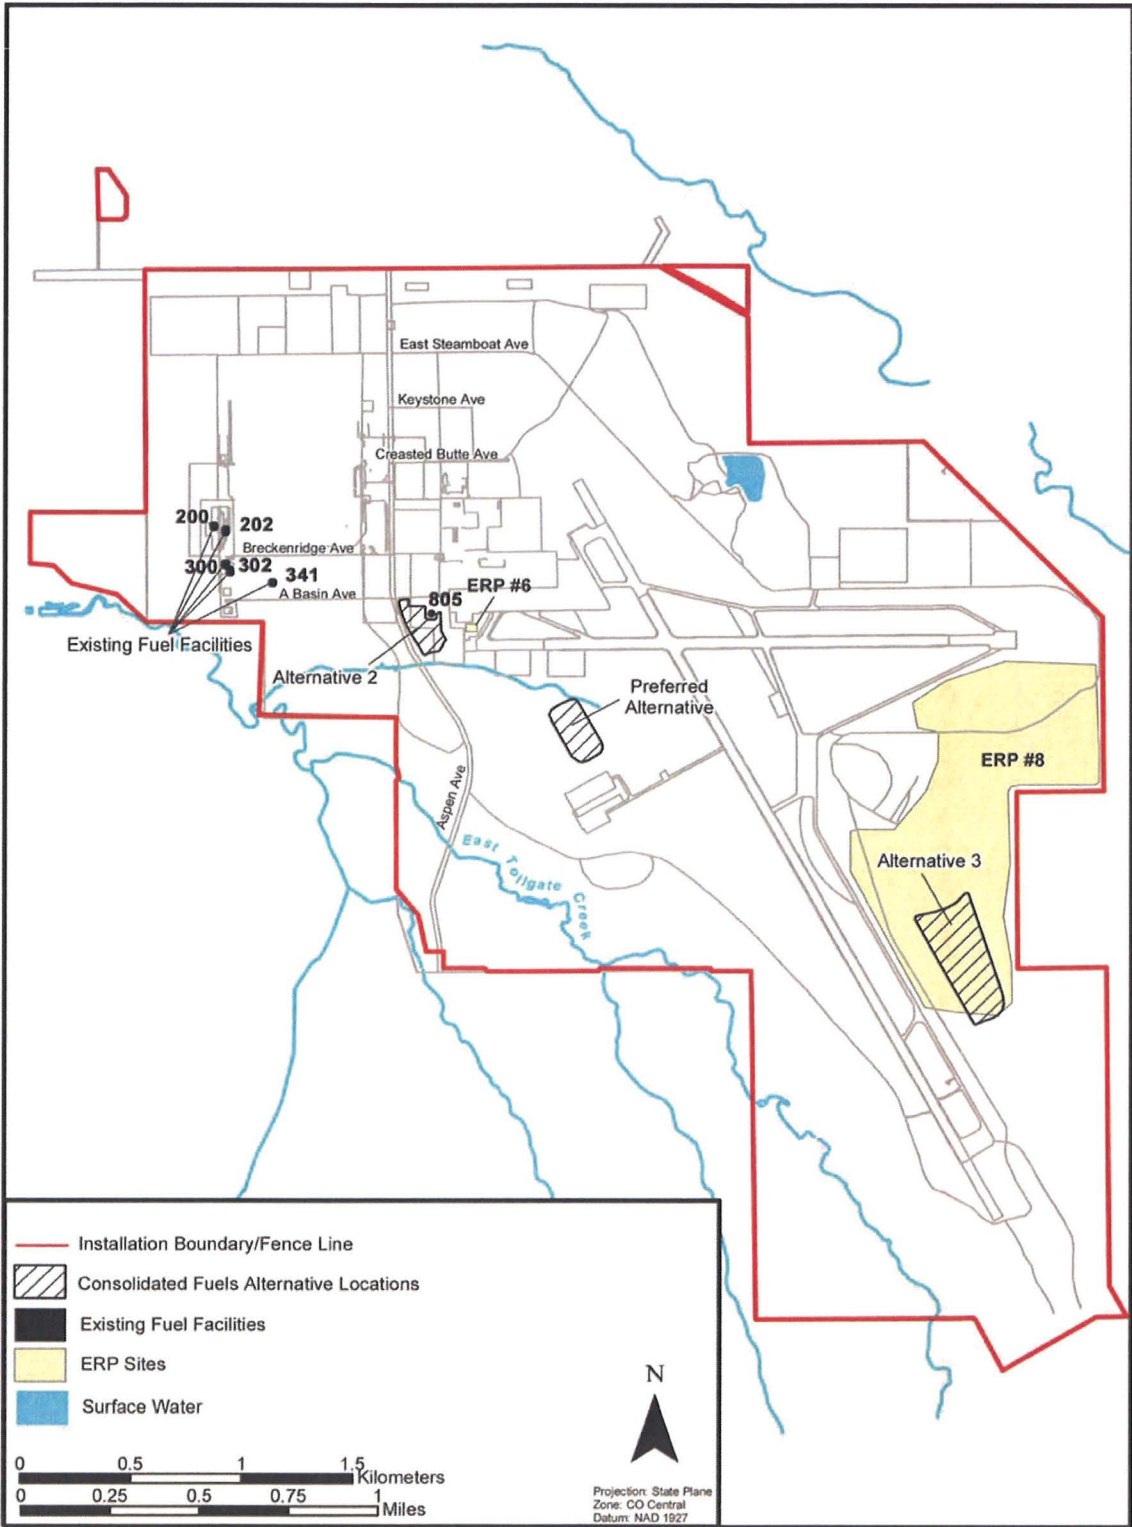 East Steamboat Ave
Keystone Ave
Creasted Butte Ave
200
202
Breckenridge Ave
300
302
341
A Basin Ave
805
ERP #6
Existing Fuel Facilities
Alternative 2
Preferred
Alternative
ERP #8
Aspen Ave
East Tollgate Creek
Alternative 3
Installation Boundary/Fence Line
Consolidated Fuels Alternative Locations
Existing Fuel Facilities
ERP Sites
Surface Water
N
0 0.5 1 1.5
Kilometers
0 0.25 0.5 0.75 1
Miles
Projection: State Plane
Zone: CO Central
Datum: NAD 1927